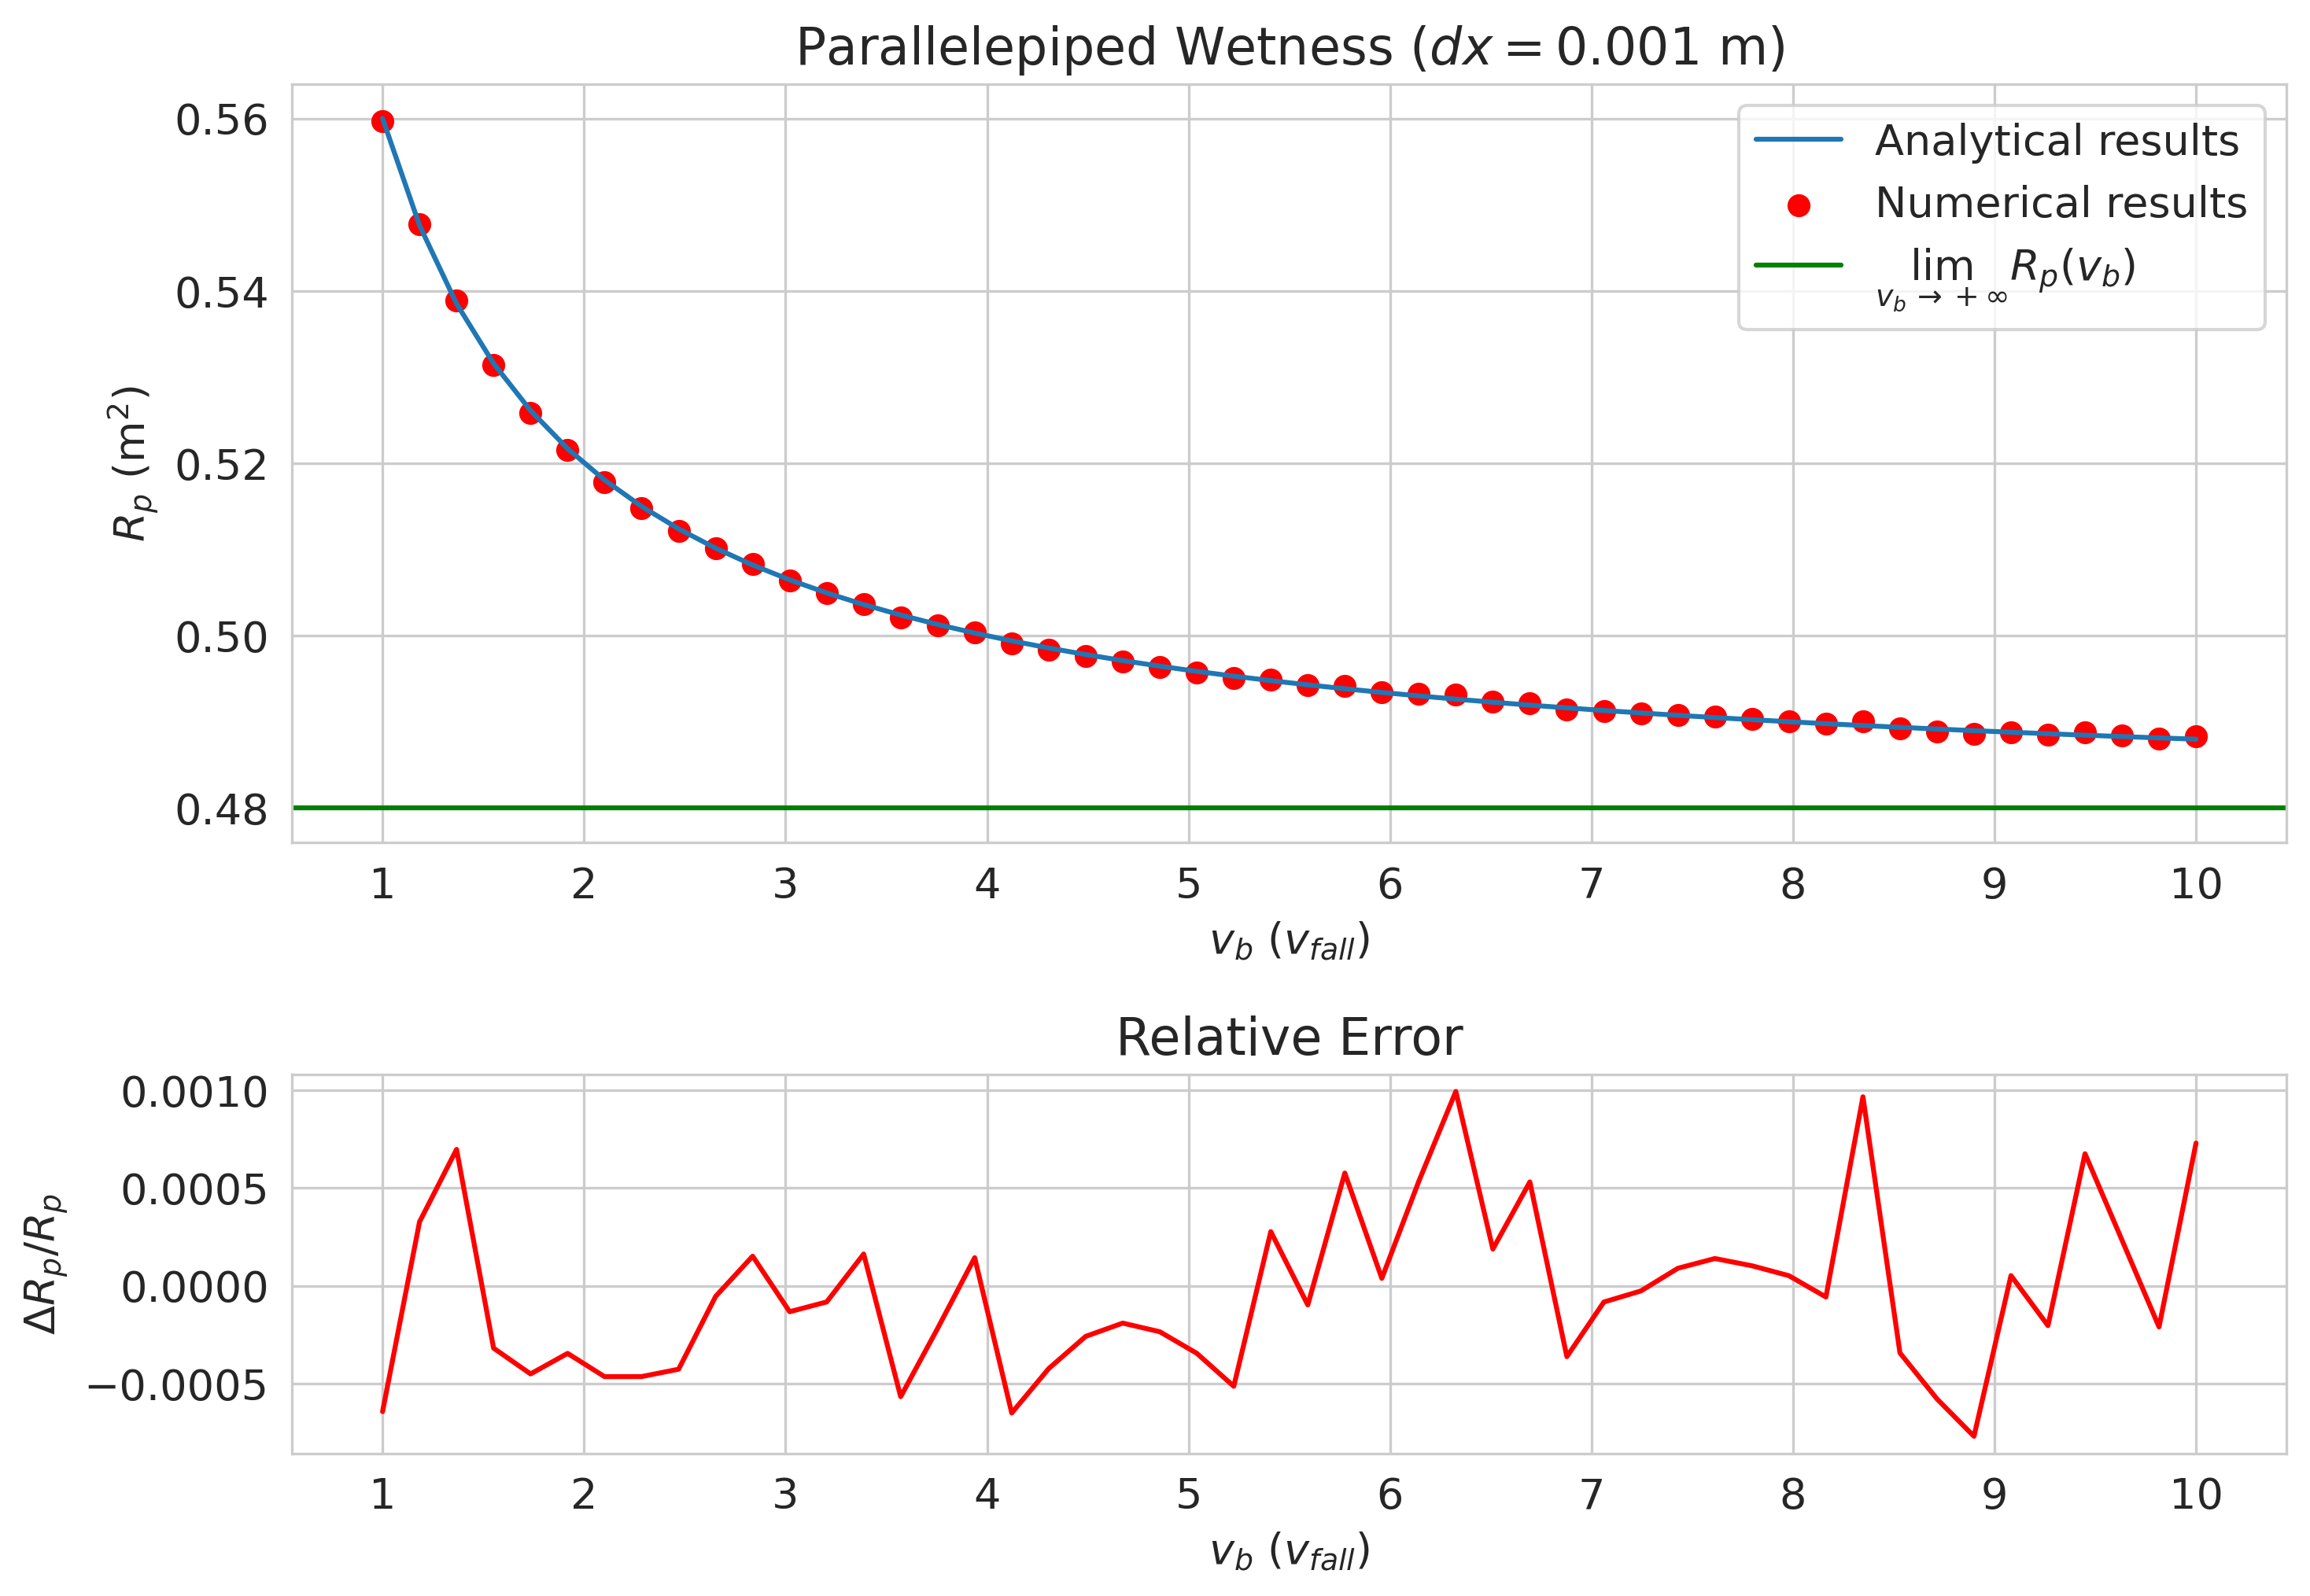 Parallelepiped Wetness (dx = 0.001 m)
0.56
0.54
0.52
0.50
0.48
R_p (m²)
Analytical results
Numerical results
lim R_p(v_b)
v_b → +∞
1 2 3 4 5 6 7 8 9 10
v_b (v_fall)
Relative Error
0.0010
0.0005
0.0000
−0.0005
ΔR_p/R_p
1 2 3 4 5 6 7 8 9 10
v_b (v_fall)